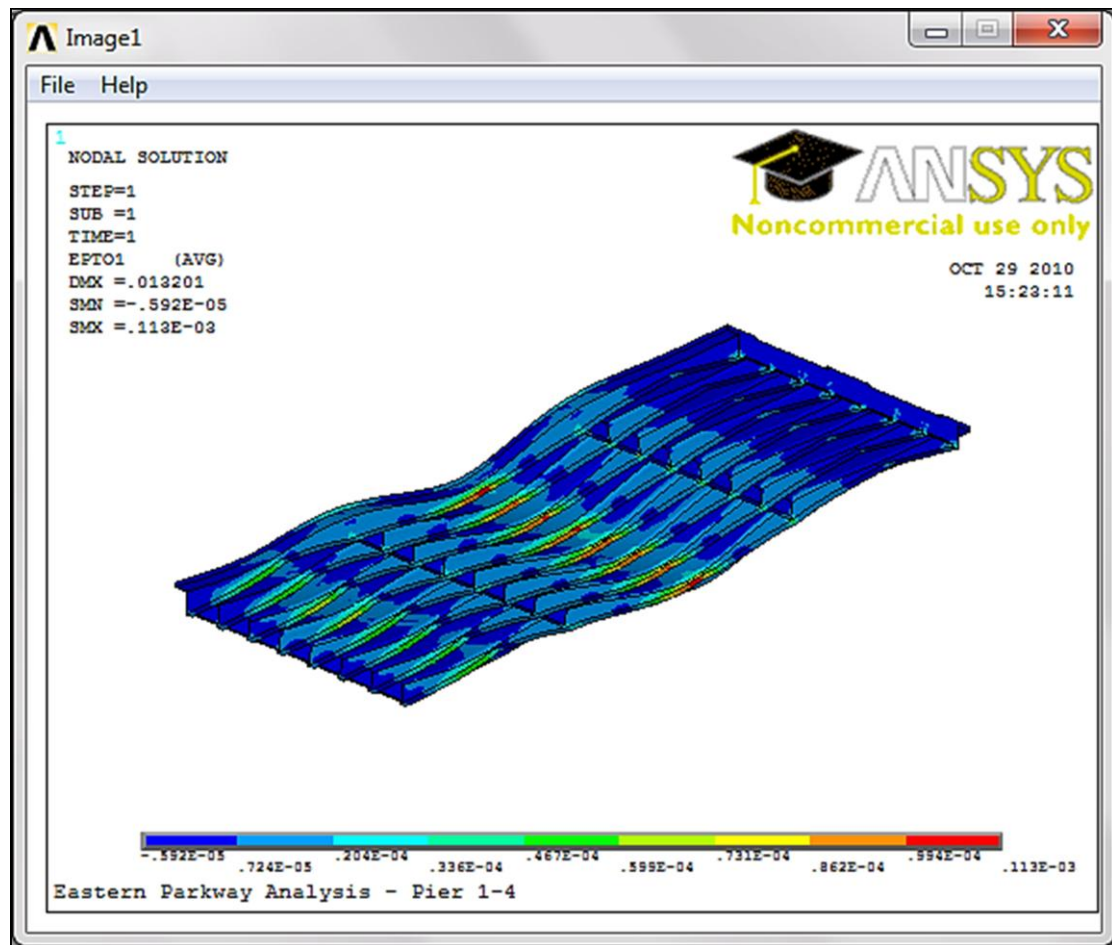 Image1
File Help
1
NODAL SOLUTION
STEP=1
SUB =1
TIME=1
EPTO1 (AVG)
DMX =.013201
SMN =-.592E-05
SMX =.113E-03
ANSYS
Noncommercial use only
OCT 29 2010
15:23:11
-.592E-05 .204E-04 .467E-04 .731E-04 .994E-04
.724E-05 .336E-04 .599E-04 .862E-04 .113E-03
Eastern Parkway Analysis - Pier 1-4